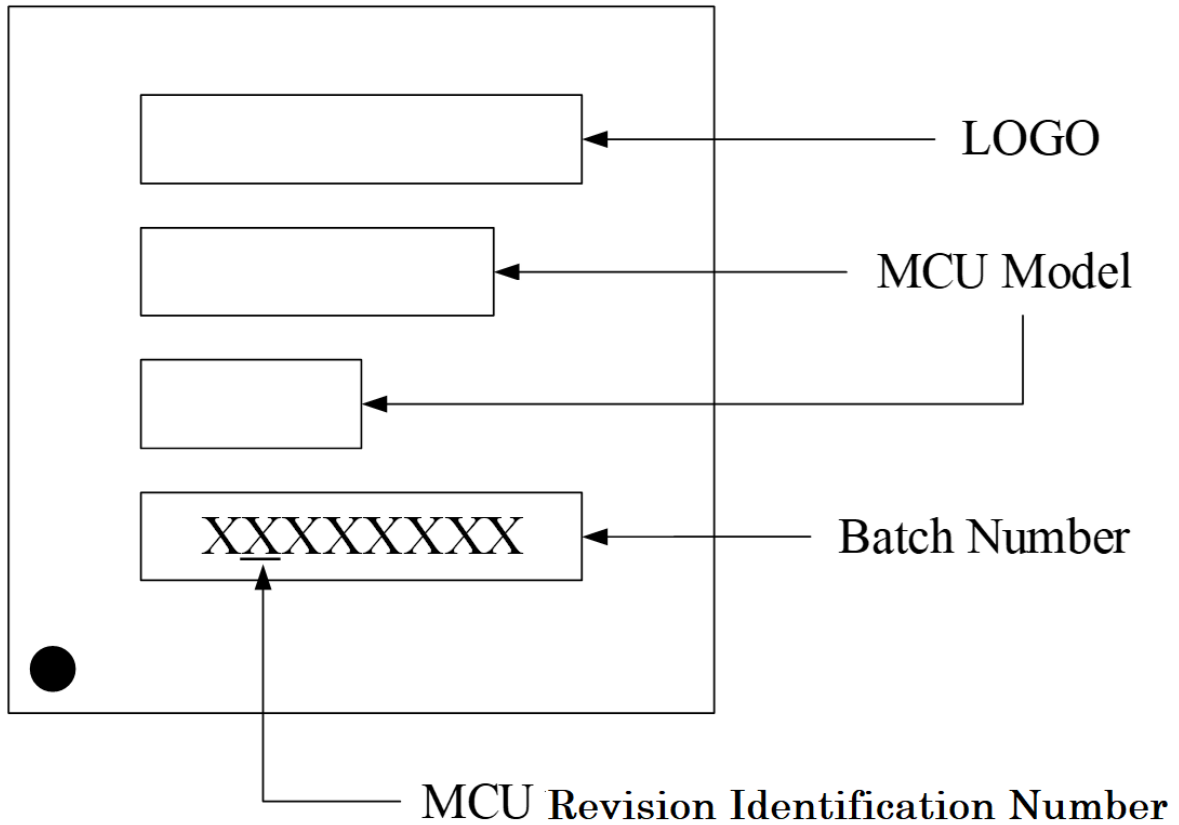 LOGO
MCU Model
XXXXXXXX
Batch Number
MCU Revision Identification Number